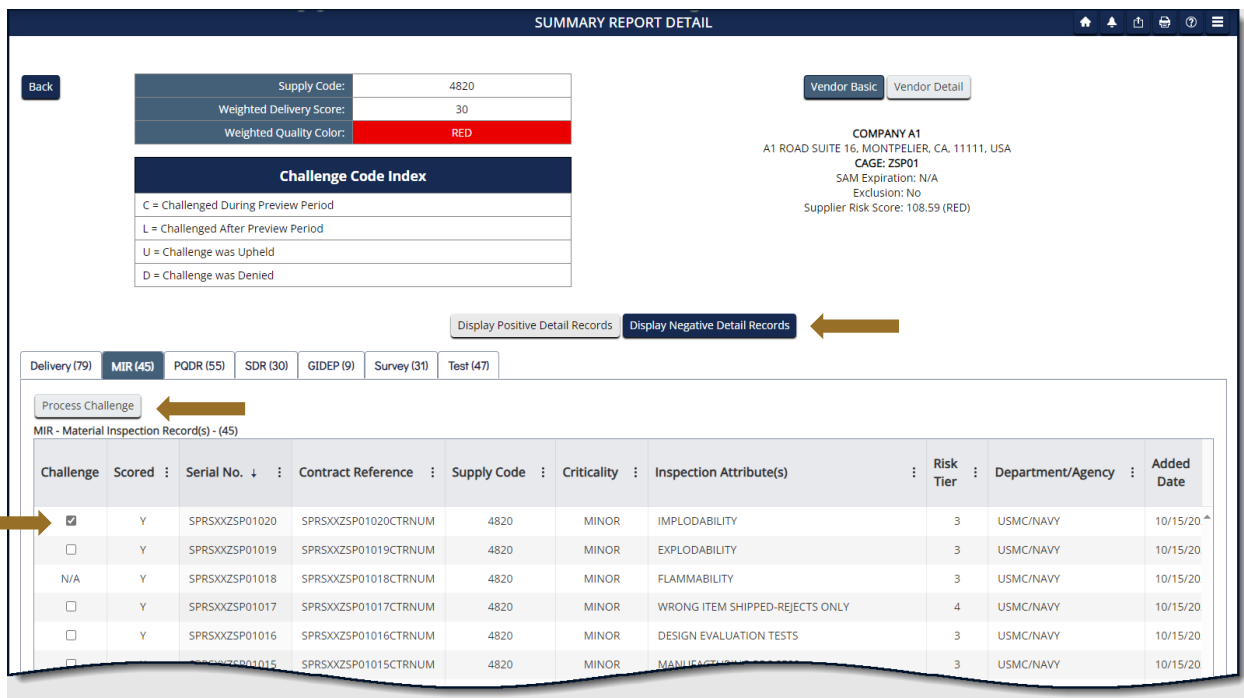 SUMMARY REPORT DETAIL
Back
Supply Code: 4820
Weighted Delivery Score: 30
Weighted Quality Color: RED
Vendor Basic Vendor Detail
COMPANY A1
A1 ROAD SUITE 16, MONTPELIER, CA, 11111, USA
CAGE: ZSP01
SAM Expiration: N/A
Exclusion: No
Supplier Risk Score: 108.59 (RED)
Challenge Code Index
C = Challenged During Preview Period
L = Challenged After Preview Period
U = Challenge was Upheld
D = Challenge was Denied
Display Positive Detail Records Display Negative Detail Records
Delivery (79) MIR (45) PQDR (55) SDR (30) GIDEP (9) Survey (31) Test (47)
Process Challenge
MIR - Material Inspection Record(s) - (45)
Challenge Scored Serial No. ↓ Contract Reference Supply Code Criticality Inspection Attribute(s) Risk Tier Department/Agency Added Date
Y SPRSXXZSP01020 SPRSXXZSP01020CTRNUM 4820 MINOR IMPLODABILITY 3 USMC/NAVY 10/15/20
Y SPRSXXZSP01019 SPRSXXZSP01019CTRNUM 4820 MINOR EXPLODABILITY 3 USMC/NAVY 10/15/20
N/A Y SPRSXXZSP01018 SPRSXXZSP01018CTRNUM 4820 MINOR FLAMMABILITY 3 USMC/NAVY 10/15/20
Y SPRSXXZSP01017 SPRSXXZSP01017CTRNUM 4820 MINOR WRONG ITEM SHIPPED-REJECTS ONLY 4 USMC/NAVY 10/15/20
Y SPRSXXZSP01016 SPRSXXZSP01016CTRNUM 4820 MINOR DESIGN EVALUATION TESTS 3 USMC/NAVY 10/15/20
SPRSXXZSP01015CTRNUM 4820 MINOR 3 USMC/NAVY 10/15/20